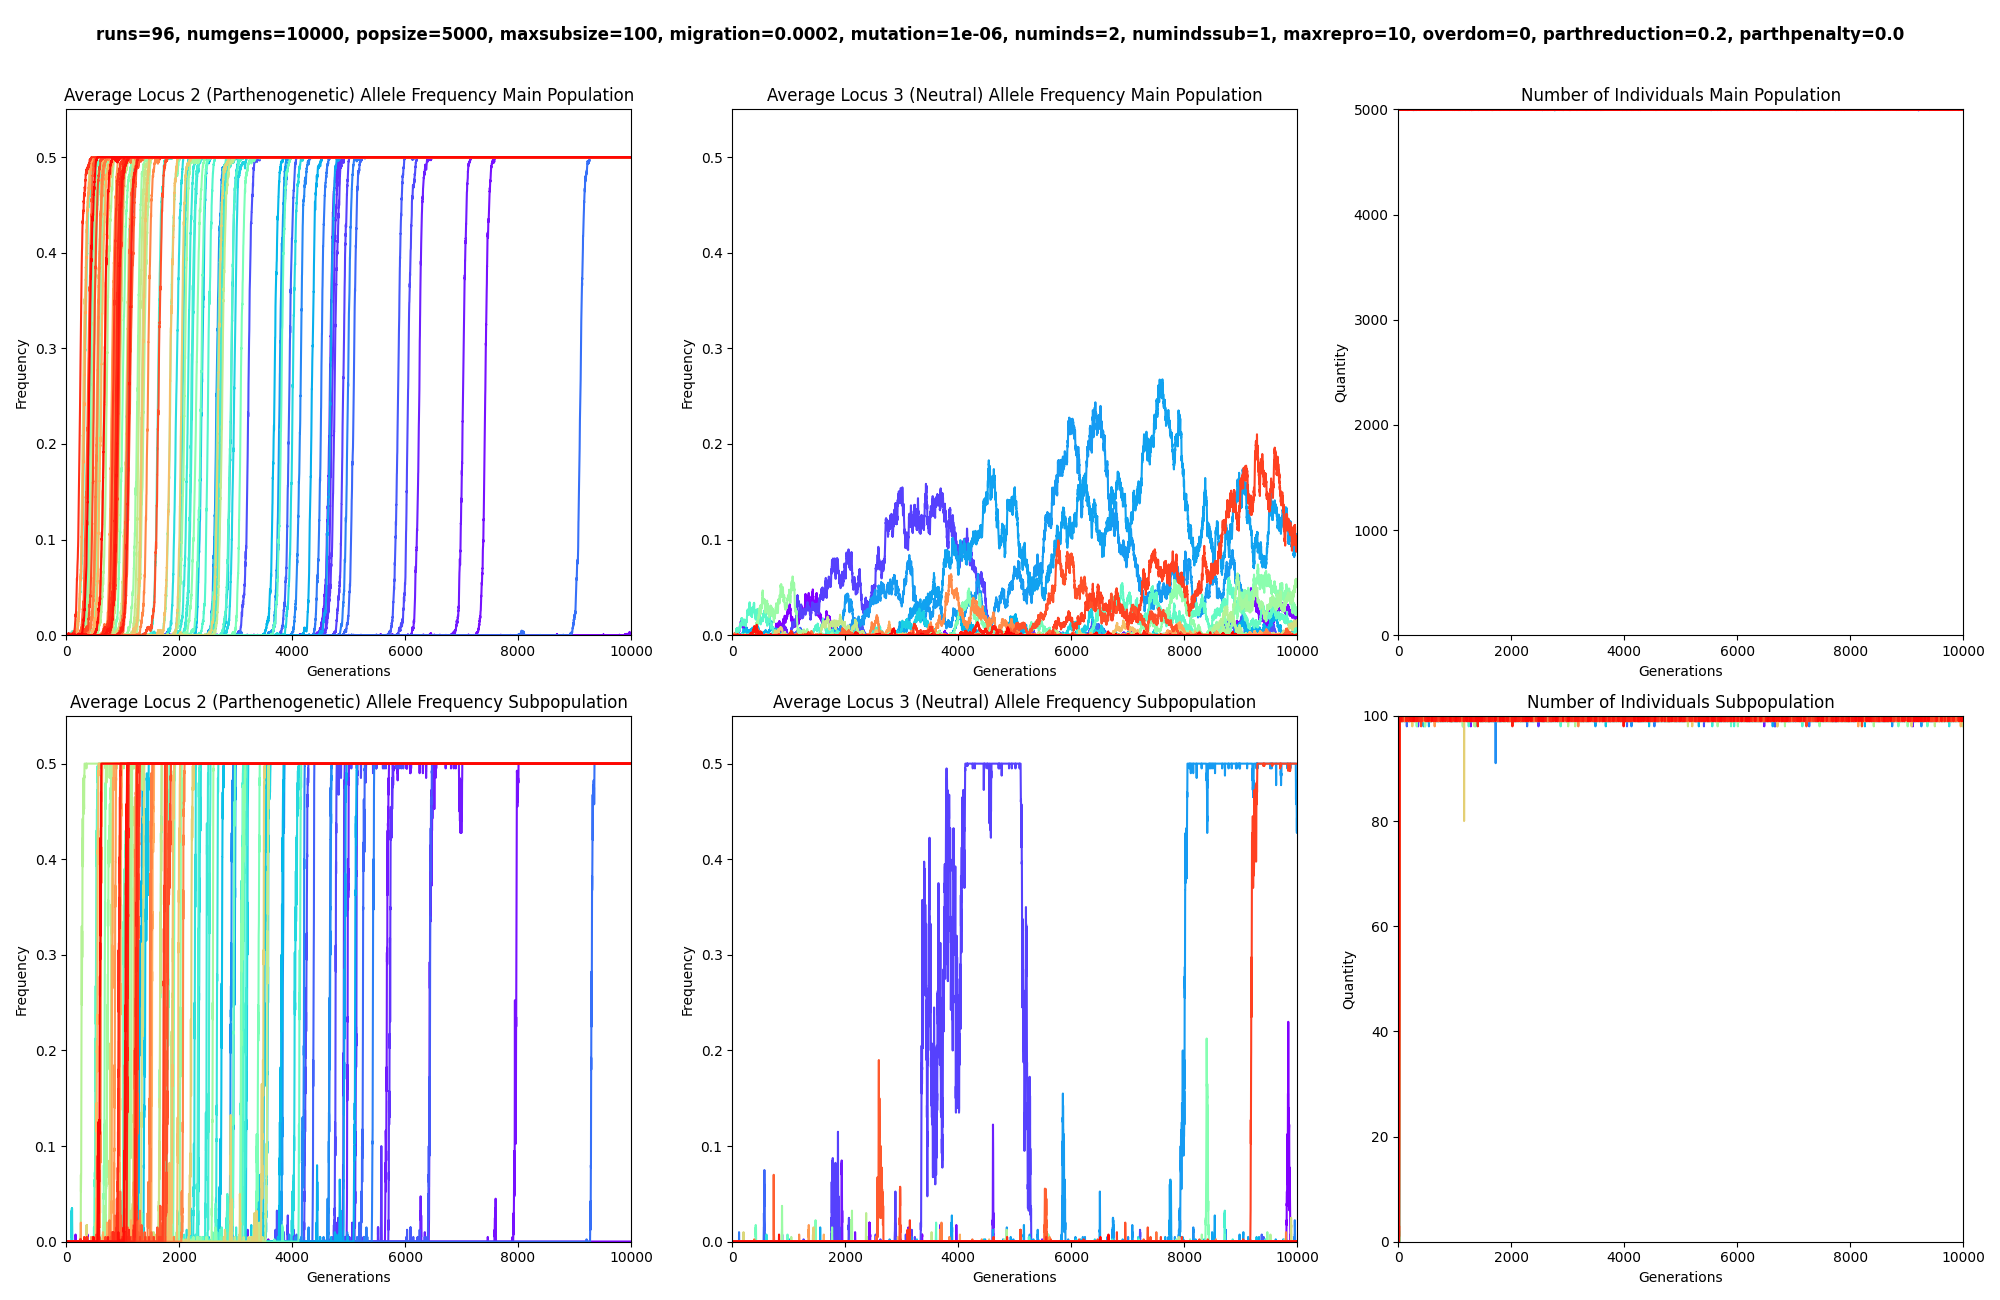 runs=96, numgens=10000, popsize=5000, maxsubsize=100, migration=0.0002, mutation=1e-06, numinds=2, numindssub=1, maxrepro=10, overdom=0, parthreduction=0.2, parthpenalty=0.0
Average Locus 2 (Parthenogenetic) Allele Frequency Main Population
Frequency
0.5
0.4
0.3
0.2
0.1
0.0
0 2000 4000 6000 8000 10000
Generations
Average Locus 3 (Neutral) Allele Frequency Main Population
Frequency
0.5
0.4
0.3
0.2
0.1
0.0
0 2000 4000 6000 8000 10000
Generations
Number of Individuals Main Population
Quantity
5000
4000
3000
2000
1000
0
0 2000 4000 6000 8000 10000
Generations
Average Locus 2 (Parthenogenetic) Allele Frequency Subpopulation
Frequency
0.5
0.4
0.3
0.2
0.1
0.0
0 2000 4000 6000 8000 10000
Generations
Average Locus 3 (Neutral) Allele Frequency Subpopulation
Frequency
0.5
0.4
0.3
0.2
0.1
0.0
0 2000 4000 6000 8000 10000
Generations
Number of Individuals Subpopulation
Quantity
100
80
60
40
20
0
0 2000 4000 6000 8000 10000
Generations